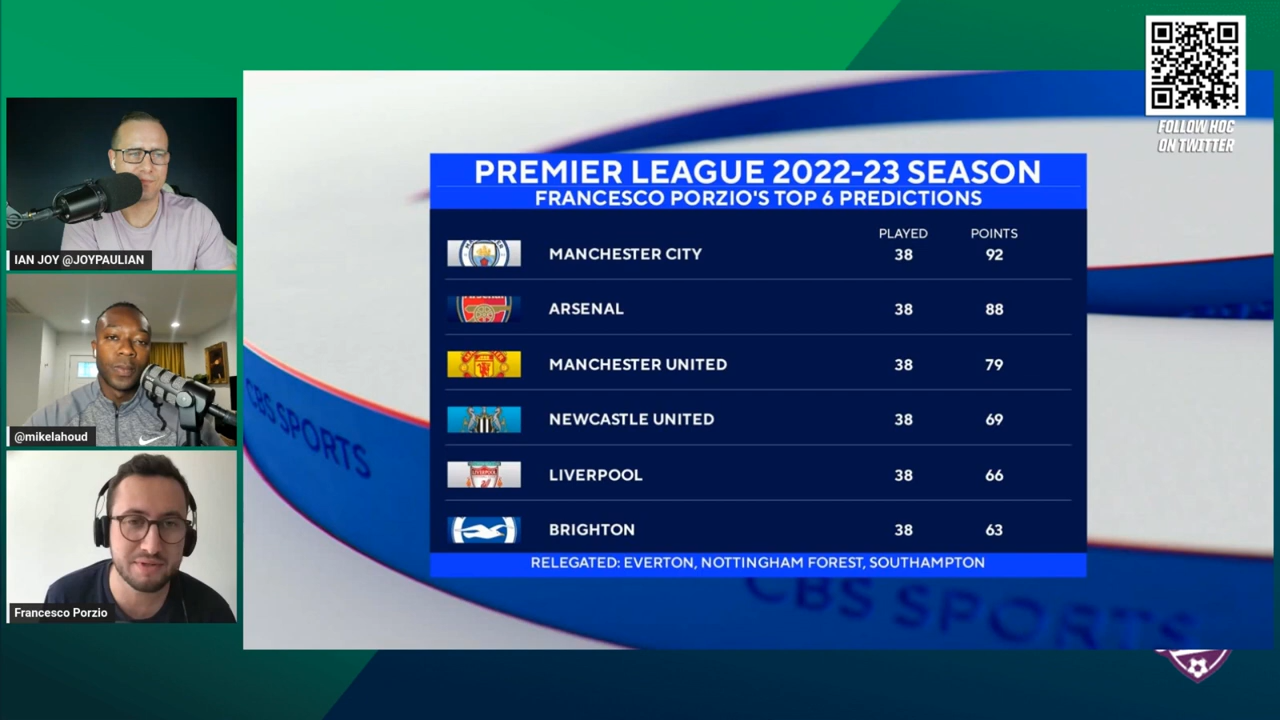 FOLLOW HOC
ON TWITTER
IAN JOY @JOYPAULIAN
@mikelahoud
Francesco Porzio
PREMIER LEAGUE 2022-23 SEASON
FRANCESCO PORZIO'S TOP 6 PREDICTIONS
PLAYED POINTS
MANCHESTER CITY 38 92
ARSENAL 38 88
MANCHESTER UNITED 38 79
NEWCASTLE UNITED 38 69
LIVERPOOL 38 66
BRIGHTON 38 63
RELEGATED: EVERTON, NOTTINGHAM FOREST, SOUTHAMPTON
CBS SPORTS
CBS SPORTS